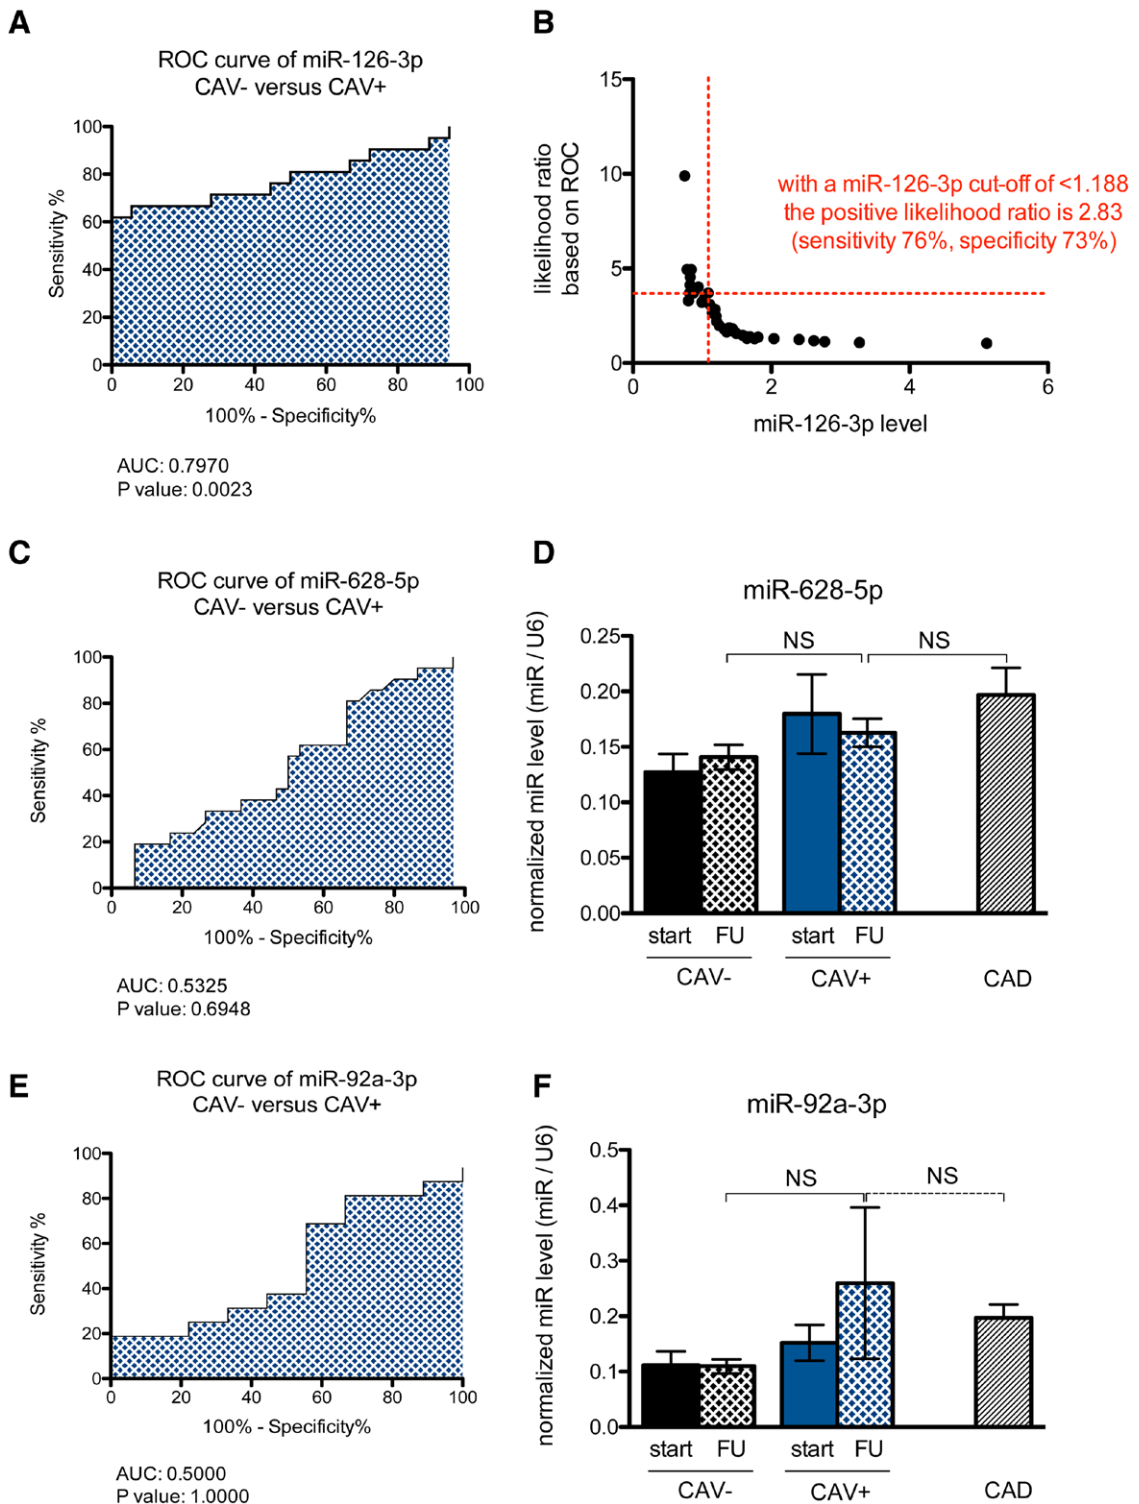 A
ROC curve of miR-126-3p
CAV- versus CAV+
100
80
60
40
20
0
Sensitivity %
0 20 40 60 80 100
100% - Specificity%
AUC: 0.7970
P value: 0.0023
B
15
10
5
0
likelihood ratio
based on ROC
with a miR-126-3p cut-off of <1.188
the positive likelihood ratio is 2.83
(sensitivity 76%, specificity 73%)
0 2 4 6
miR-126-3p level
C
ROC curve of miR-628-5p
CAV- versus CAV+
100
80
60
40
20
0
Sensitivity %
0 20 40 60 80 100
100% - Specificity%
AUC: 0.5325
P value: 0.6948
D
miR-628-5p
normalized miR level (miR / U6)
0.25
0.20
0.15
0.10
0.05
0.00
NS NS
start FU start FU
CAV- CAV+ CAD
E
ROC curve of miR-92a-3p
CAV- versus CAV+
100
80
60
40
20
0
Sensitivity %
0 20 40 60 80 100
100% - Specificity%
AUC: 0.5000
P value: 1.0000
F
miR-92a-3p
normalized miR level (miR / U6)
0.5
0.4
0.3
0.2
0.1
0.0
NS NS
start FU start FU
CAV- CAV+ CAD